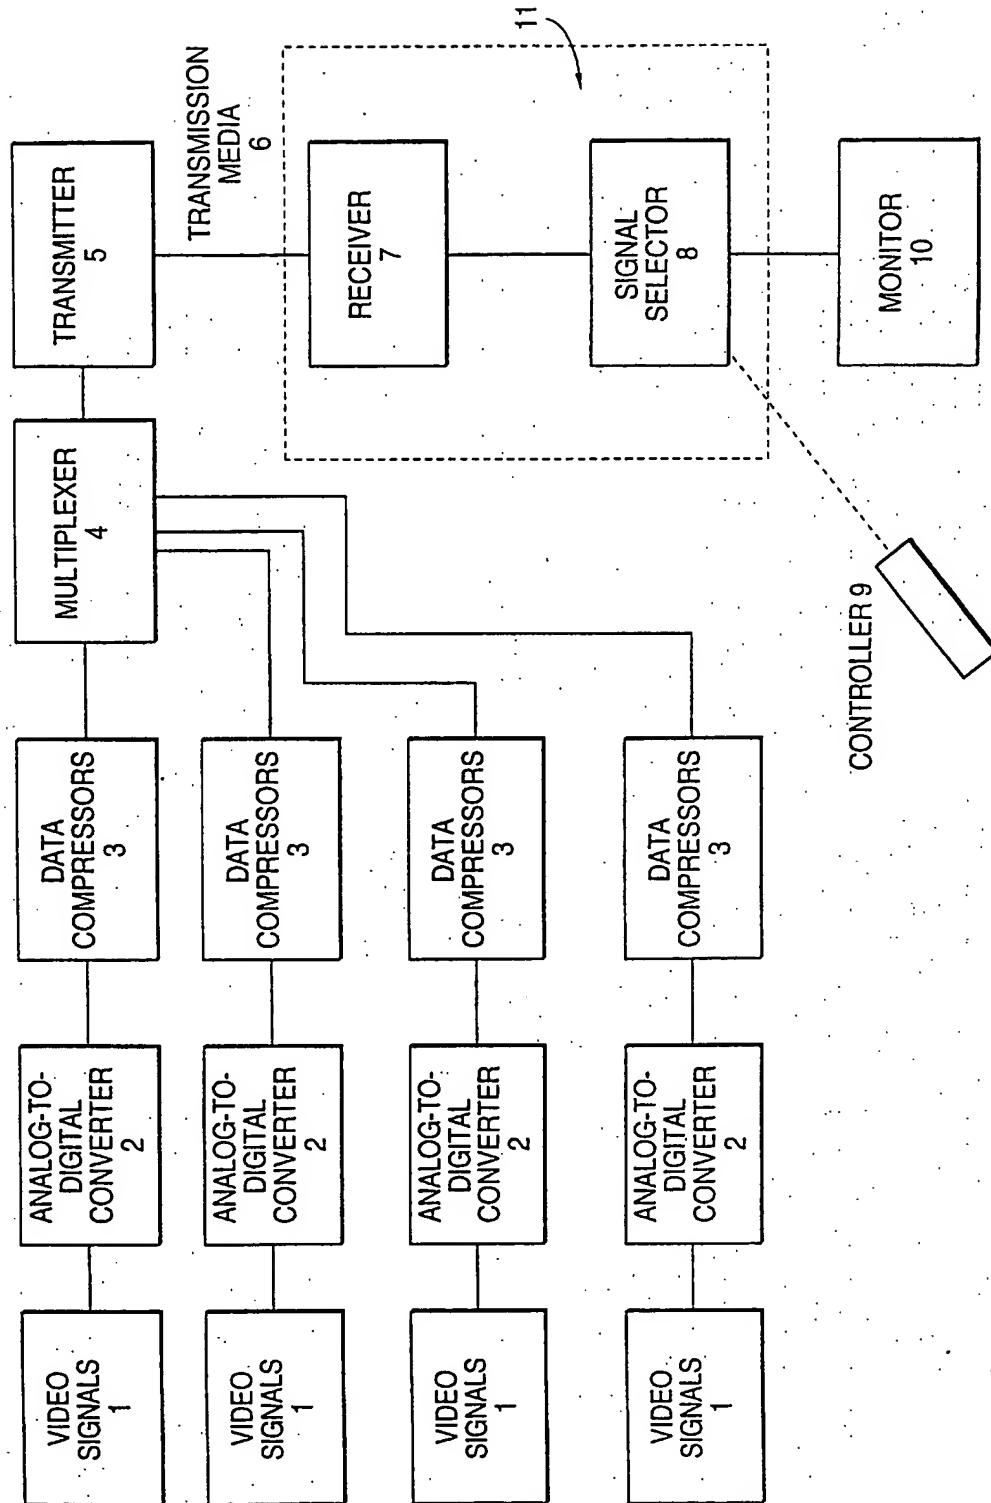 VIDEO
SIGNALS
1
ANALOG-TO-
DIGITAL
CONVERTER
2
DATA
COMPRESSORS
3
MULTIPLEXER
4
TRANSMITTER
5
VIDEO
SIGNALS
1
ANALOG-TO-
DIGITAL
CONVERTER
2
DATA
COMPRESSORS
3
VIDEO
SIGNALS
1
ANALOG-TO-
DIGITAL
CONVERTER
2
DATA
COMPRESSORS
3
VIDEO
SIGNALS
1
ANALOG-TO-
DIGITAL
CONVERTER
2
DATA
COMPRESSORS
3
TRANSMISSION
MEDIA
6
RECEIVER
7
11
SIGNAL
SELECTOR
8
CONTROLLER 9
MONITOR
10